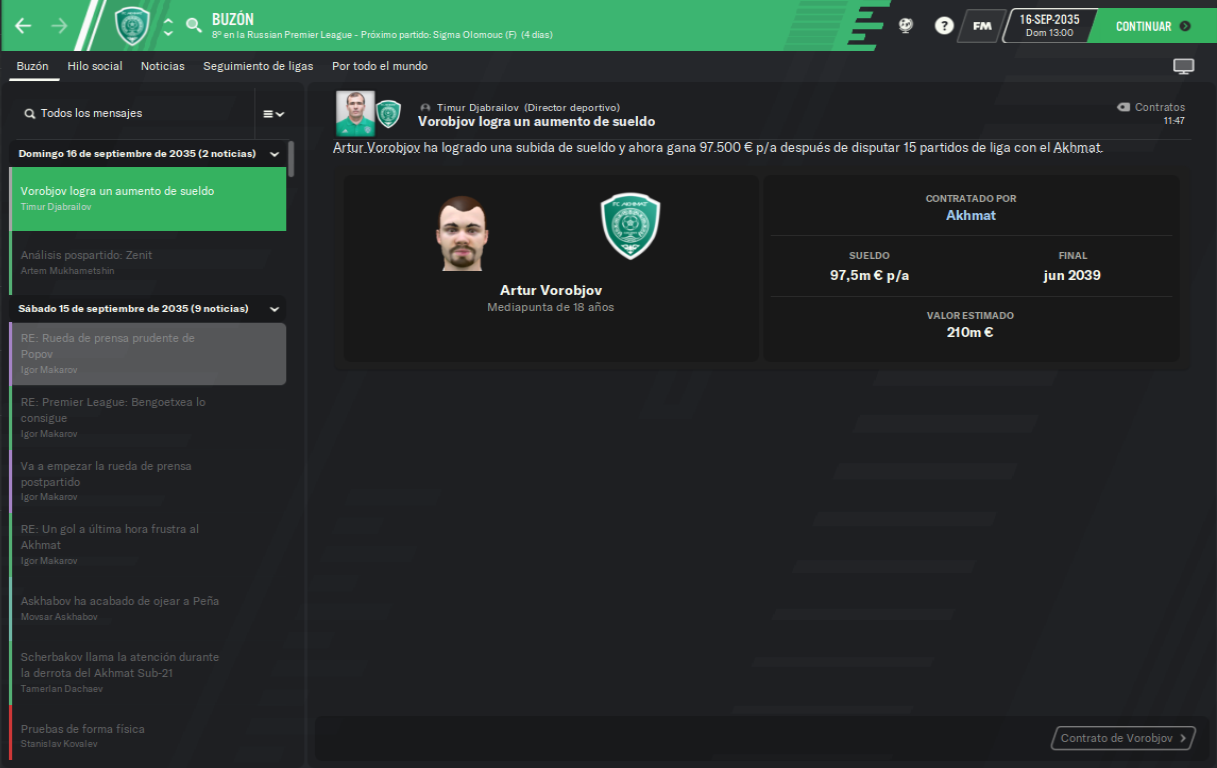 BUZÓN
8º en la Russian Premier League - Próximo partido: Sigma Olomouc (F) (4 días)
?
FM
16-SEP-2035
Dom 13:00
CONTINUAR
Buzón Hilo social Noticias Seguimiento de ligas Por todo el mundo
Todos los mensajes
Domingo 16 de septiembre de 2035 (2 noticias)
Vorobjov logra un aumento de sueldo
Timur Djabrailov
Análisis pospartido: Zenit
Artem Mukhametshin
Sábado 15 de septiembre de 2035 (9 noticias)
RE: Rueda de prensa prudente de
Popov
Igor Makarov
RE: Premier League: Bengoetxea lo
consigue
Igor Makarov
Va a empezar la rueda de prensa
postpartido
Igor Makarov
RE: Un gol a última hora frustra al
Akhmat
Igor Makarov
Askhabov ha acabado de ojear a Peña
Movsar Askhabov
Scherbakov llama la atención durante
la derrota del Akhmat Sub-21
Tamerlan Dachaev
Pruebas de forma física
Stanislav Kovalev
Timur Djabrailov (Director deportivo)
Vorobjov logra un aumento de sueldo
Contratos
11:47
Artur Vorobjov ha logrado una subida de sueldo y ahora gana 97.500 € p/a después de disputar 15 partidos de liga con el Akhmat.
FC AKHMAT
Artur Vorobjov
Mediapunta de 18 años
CONTRATADO POR
Akhmat
SUELDO FINAL
97,5m € p/a jun 2039
VALOR ESTIMADO
210m €
Contrato de Vorobjov